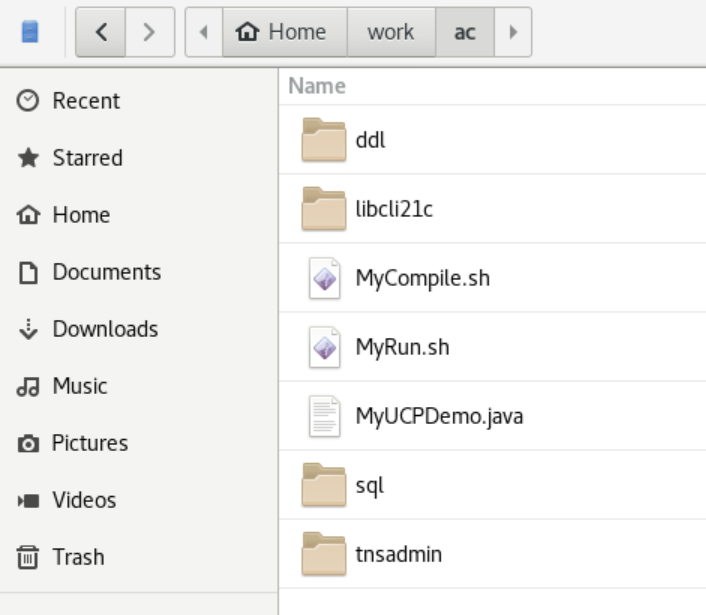 Home work ac
Recent
Starred
Home
Documents
Downloads
Music
Pictures
Videos
Trash
Name
ddl
libcli21c
MyCompile.sh
MyRun.sh
MyUCPDemo.java
sql
tnsadmin